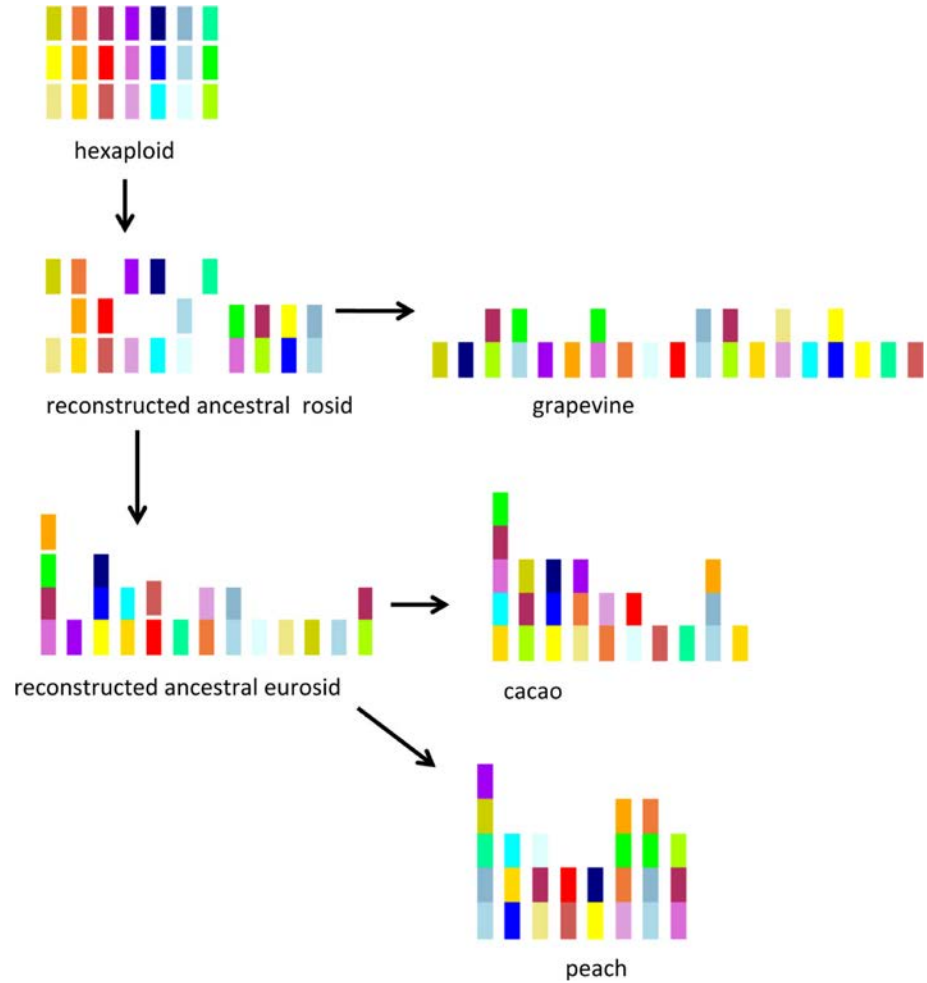 hexaploid
reconstructed ancestral rosid
grapevine
reconstructed ancestral eurosid
cacao
peach